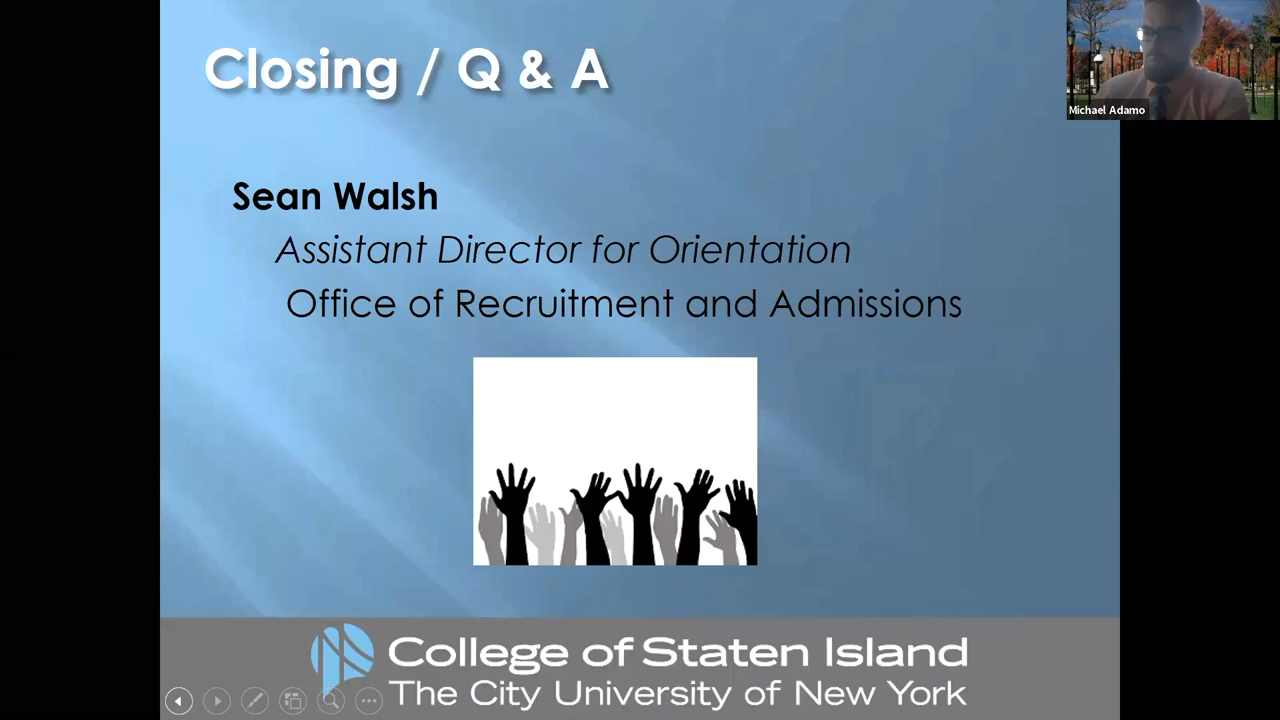 Closing / Q & A
Michael Adamo
Sean Walsh
Assistant Director for Orientation
Office of Recruitment and Admissions
College of Staten Island
The City University of New York